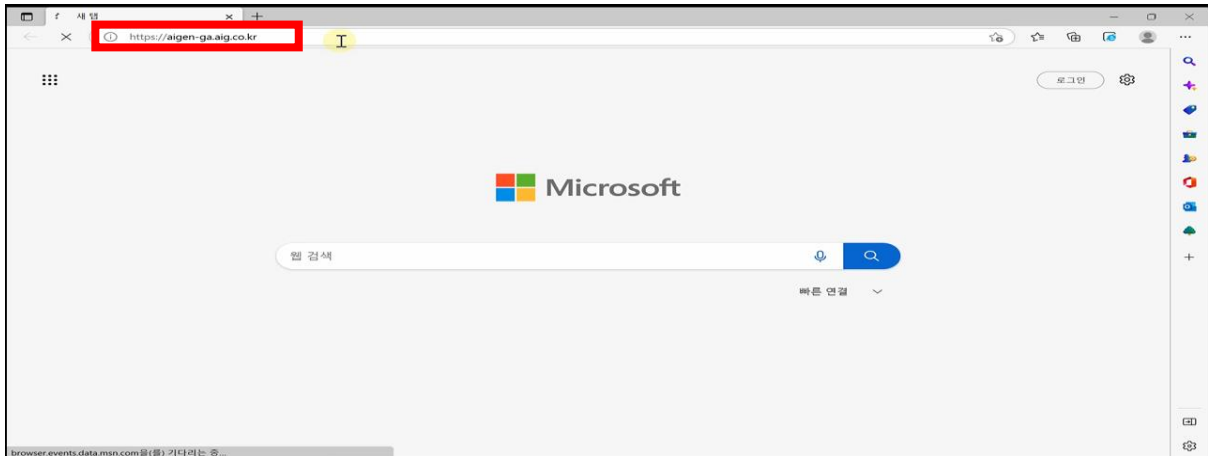 새 탭
https://aigen-ga.aig.co.kr
로그인
Microsoft
웹 검색
빠른 연결
browser.events.data.msn.com을(를) 기다리는 중...